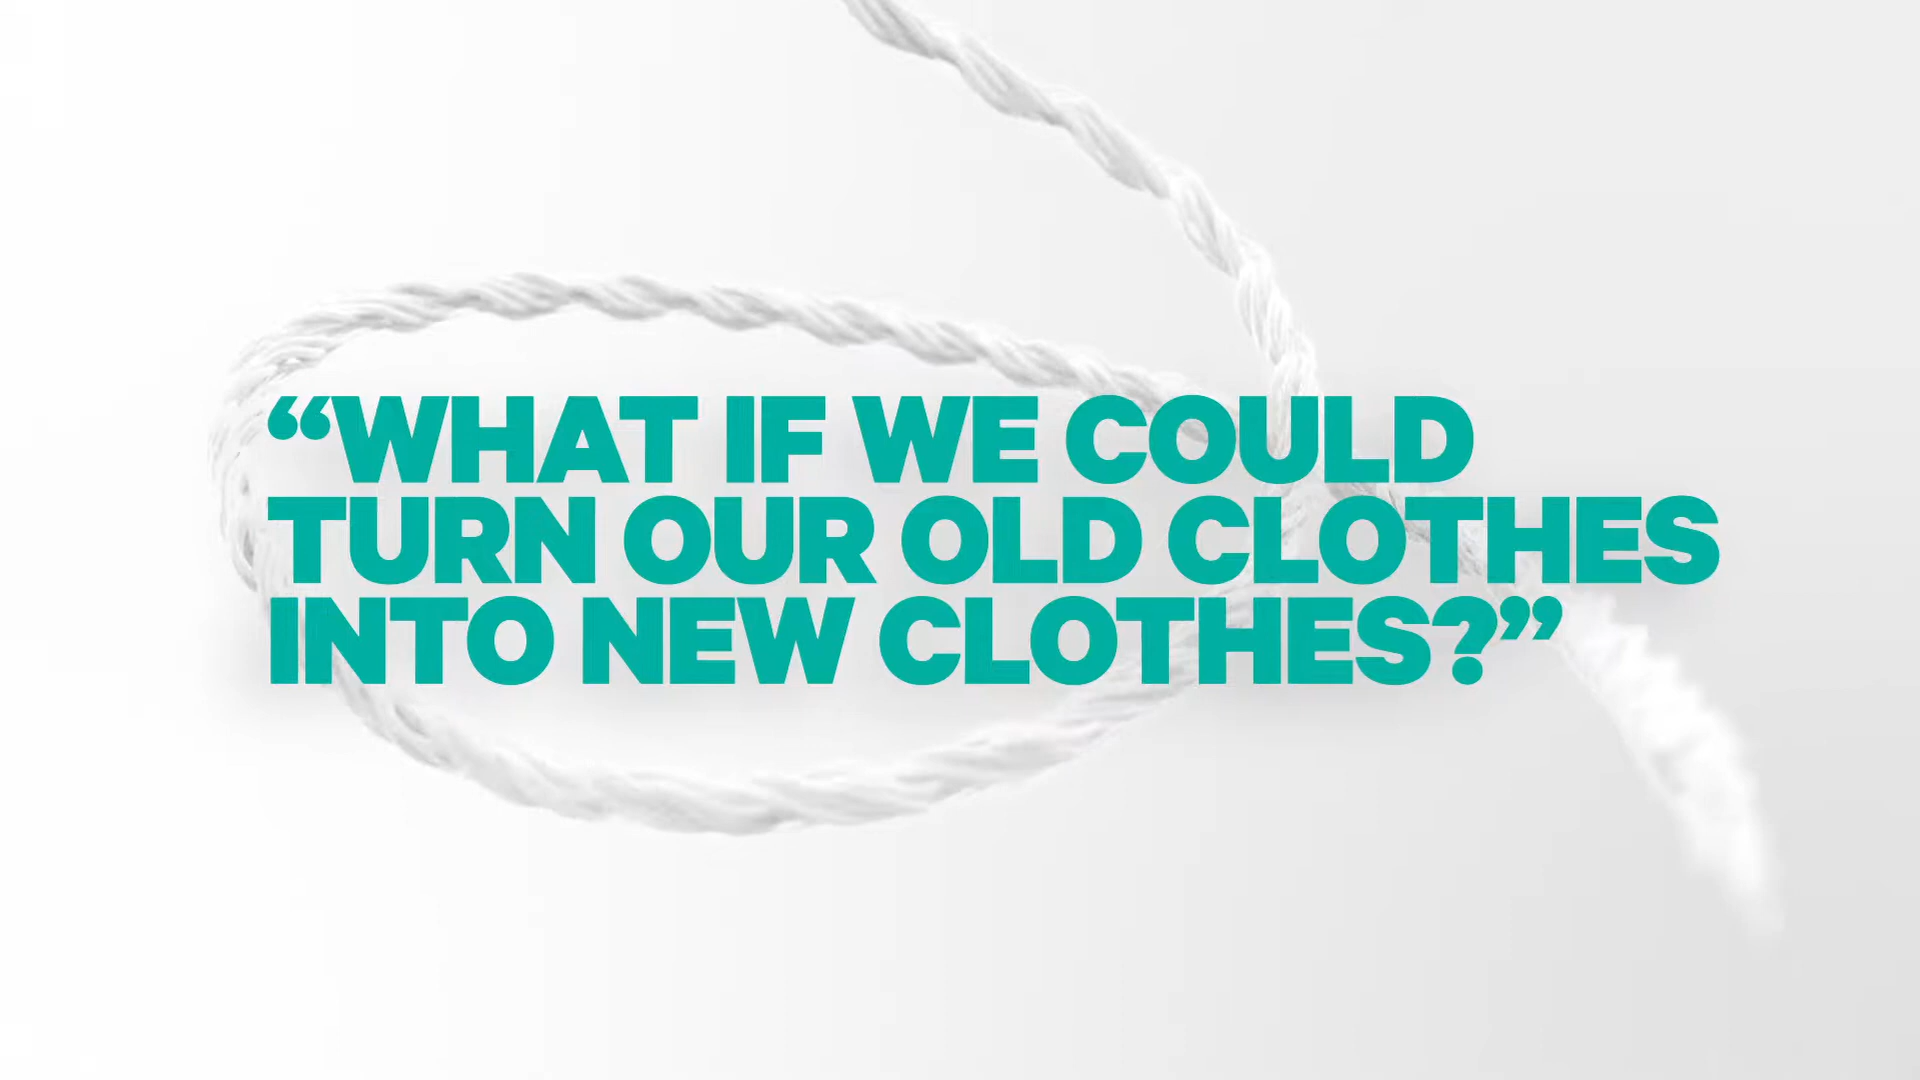 “WHAT IF WE COULD
TURN OUR OLD CLOTHES
INTO NEW CLOTHES?”